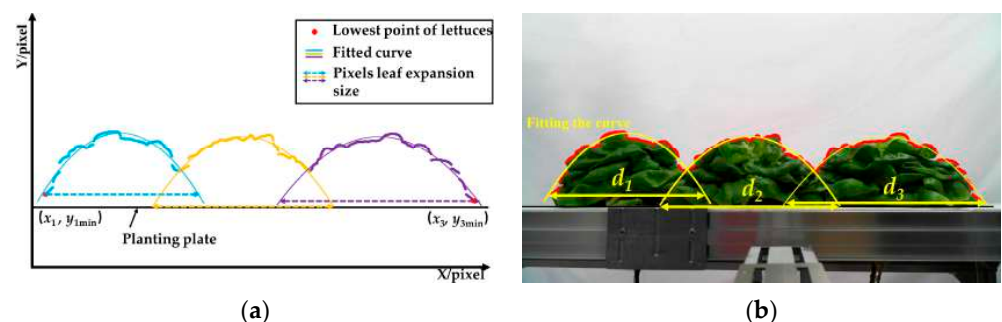 Y/pixel
Lowest point of lettuces
Fitted curve
Pixels leaf expansion
size
(x1, y1min)
(x3, y3min)
Planting plate
X/pixel
(a)
Fitting the curve
d1
d2
d3
(b)